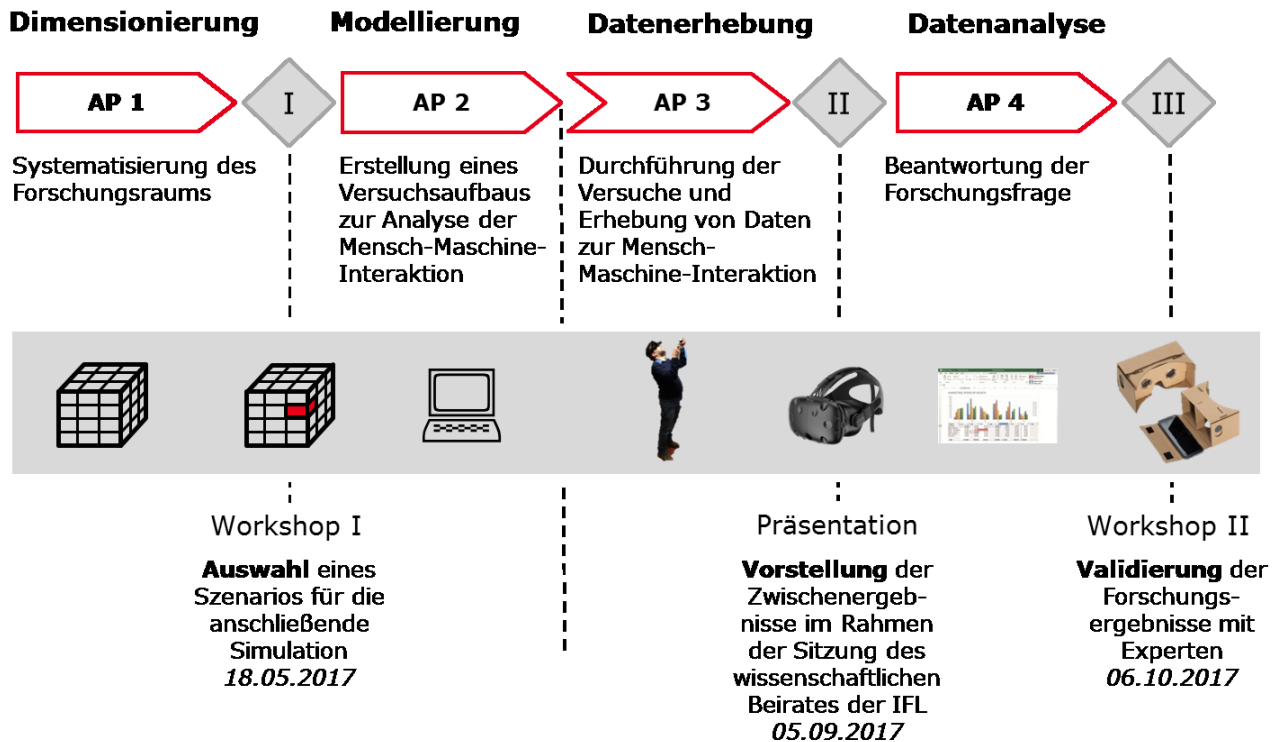 Dimensionierung
Modellierung
Datenerhebung
Datenanalyse
AP 1
I
AP 2
AP 3
II
AP 4
III
Systematisierung des
Forschungsraums
Erstellung eines
Versuchsaufbaus
zur Analyse der
Mensch-Maschine-
Interaktion
Durchführung der
Versuche und
Erhebung von Daten
zur Mensch-
Maschine-Interaktion
Beantwortung der
Forschungsfrage
Workshop I
Auswahl eines
Szenarios für die
anschließende
Simulation
18.05.2017
Präsentation
Vorstellung der
Zwischenergeb-
nisse im Rahmen
der Sitzung des
wissenschaftlichen
Beirates der IFL
05.09.2017
Workshop II
Validierung der
Forschungs-
ergebnisse mit
Experten
06.10.2017